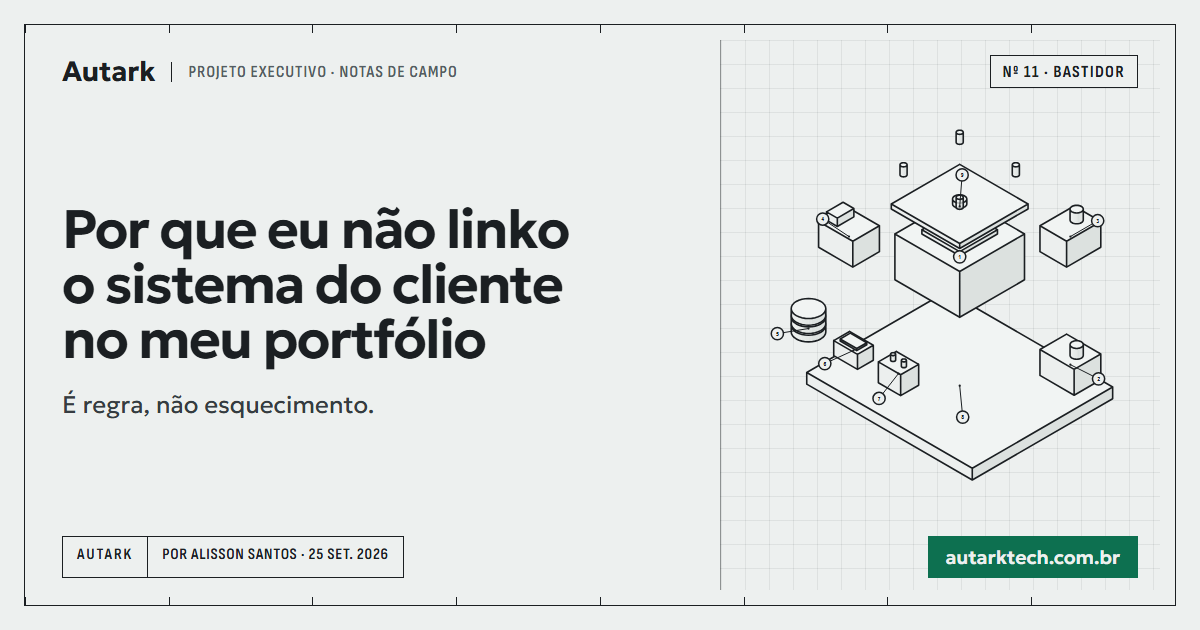 Autark
PROJETO EXECUTIVO · NOTAS DE CAMPO
Nº 11 · BASTIDOR
Por que eu não linko
o sistema do cliente
no meu portfólio
É regra, não esquecimento.
AUTARK
POR ALISSON SANTOS · 25 SET. 2026
autarktech.com.br